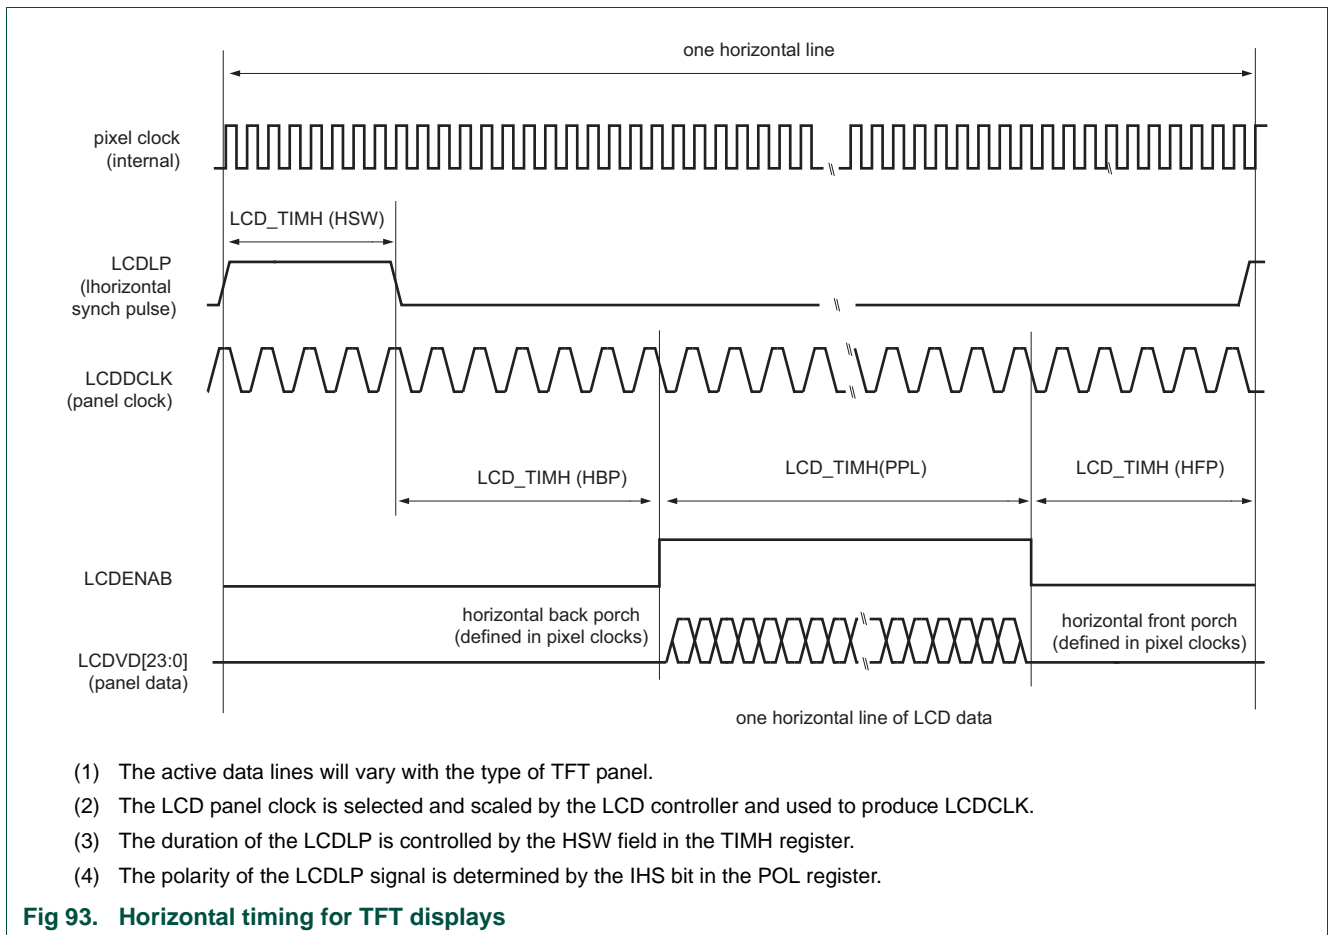 one horizontal line
pixel clock
(internal)
LCD_TIMH (HSW)
LCDLP
(lhorizontal
synch pulse)
LCDDCLK
(panel clock)
LCD_TIMH (HBP)
LCD_TIMH(PPL)
LCD_TIMH (HFP)
LCDENAB
horizontal back porch
(defined in pixel clocks)
horizontal front porch
(defined in pixel clocks)
LCDVD[23:0]
(panel data)
one horizontal line of LCD data
(1) The active data lines will vary with the type of TFT panel.
(2) The LCD panel clock is selected and scaled by the LCD controller and used to produce LCDCLK.
(3) The duration of the LCDLP is controlled by the HSW field in the TIMH register.
(4) The polarity of the LCDLP signal is determined by the IHS bit in the POL register.
Fig 93. Horizontal timing for TFT displays